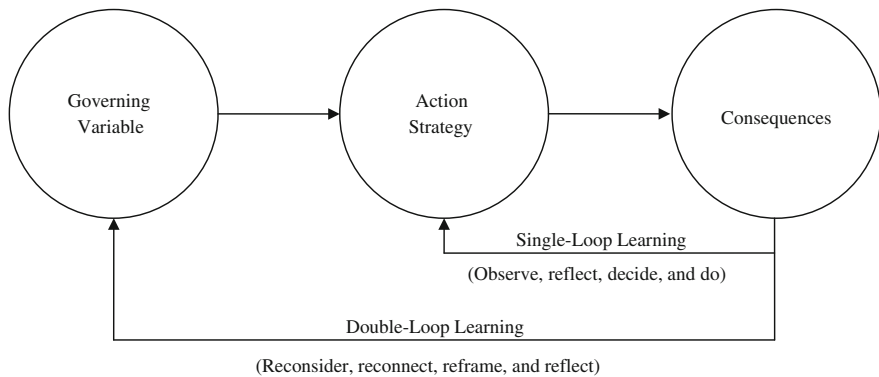 Governing
Variable
Action
Strategy
Consequences
Single-Loop Learning
(Observe, reflect, decide, and do)
Double-Loop Learning
(Reconsider, reconnect, reframe, and reflect)